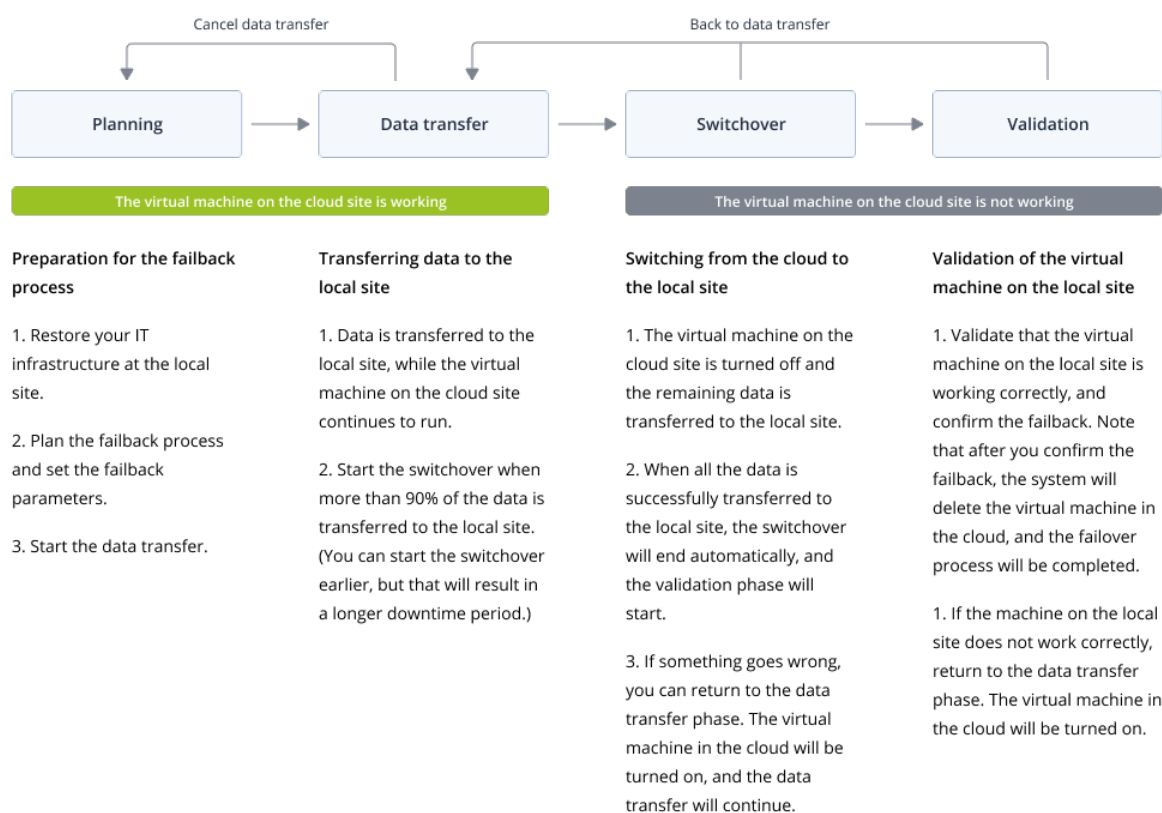 Cancel data transfer
Back to data transfer
Planning
Data transfer
Switchover
Validation
The virtual machine on the cloud site is working
The virtual machine on the cloud site is not working
Preparation for the failback
process
1. Restore your IT
infrastructure at the local
site.
2. Plan the failback process
and set the failback
parameters.
3. Start the data transfer.
Transferring data to the
local site
1. Data is transferred to the
local site, while the virtual
machine on the cloud site
continues to run.
2. Start the switchover when
more than 90% of the data is
transferred to the local site.
(You can start the switchover
earlier, but that will result in
a longer downtime period.)
Switching from the cloud to
the local site
1. The virtual machine on the
cloud site is turned off and
the remaining data is
transferred to the local site.
2. When all the data is
successfully transferred to
the local site, the switchover
will end automatically, and
the validation phase will
start.
3. If something goes wrong,
you can return to the data
transfer phase. The virtual
machine in the cloud will be
turned on, and the data
transfer will continue.
Validation of the virtual
machine on the local site
1. Validate that the virtual
machine on the local site is
working correctly, and
confirm the failback. Note
that after you confirm the
failback, the system will
delete the virtual machine in
the cloud, and the failover
process will be completed.
1. If the machine on the local
site does not work correctly,
return to the data transfer
phase. The virtual machine in
the cloud will be turned on.